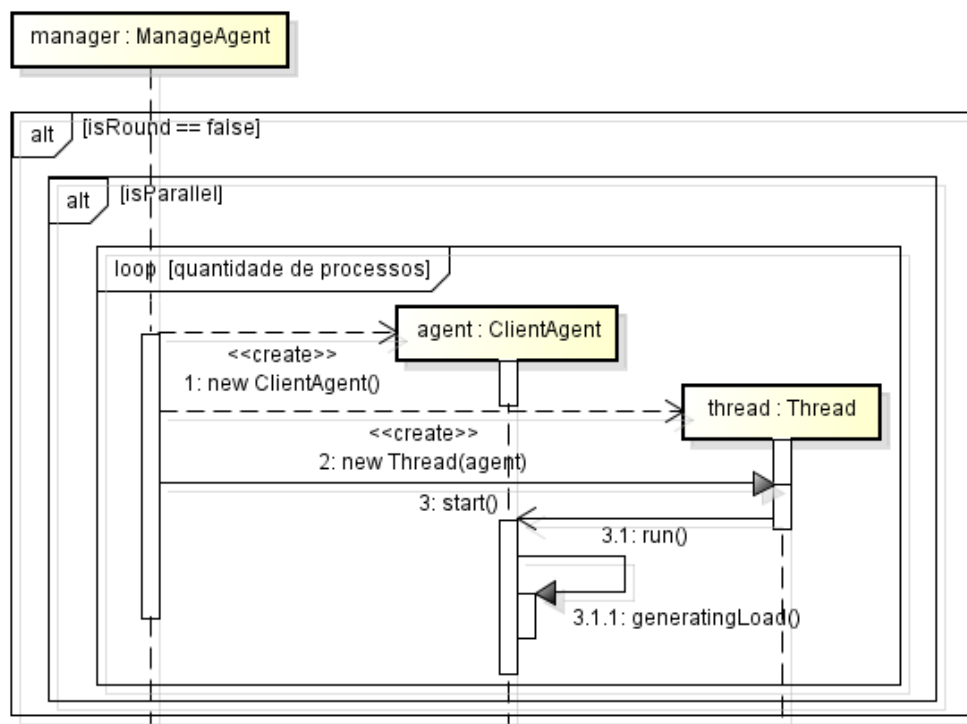 manager : ManageAgent
alt [isRound == false]
alt [isParallel]
loop [quantidade de processos]
agent : ClientAgent
<<create>>
1: new ClientAgent()
thread : Thread
<<create>>
2: new Thread(agent)
3: start()
3.1: run()
3.1.1: generatingLoad()